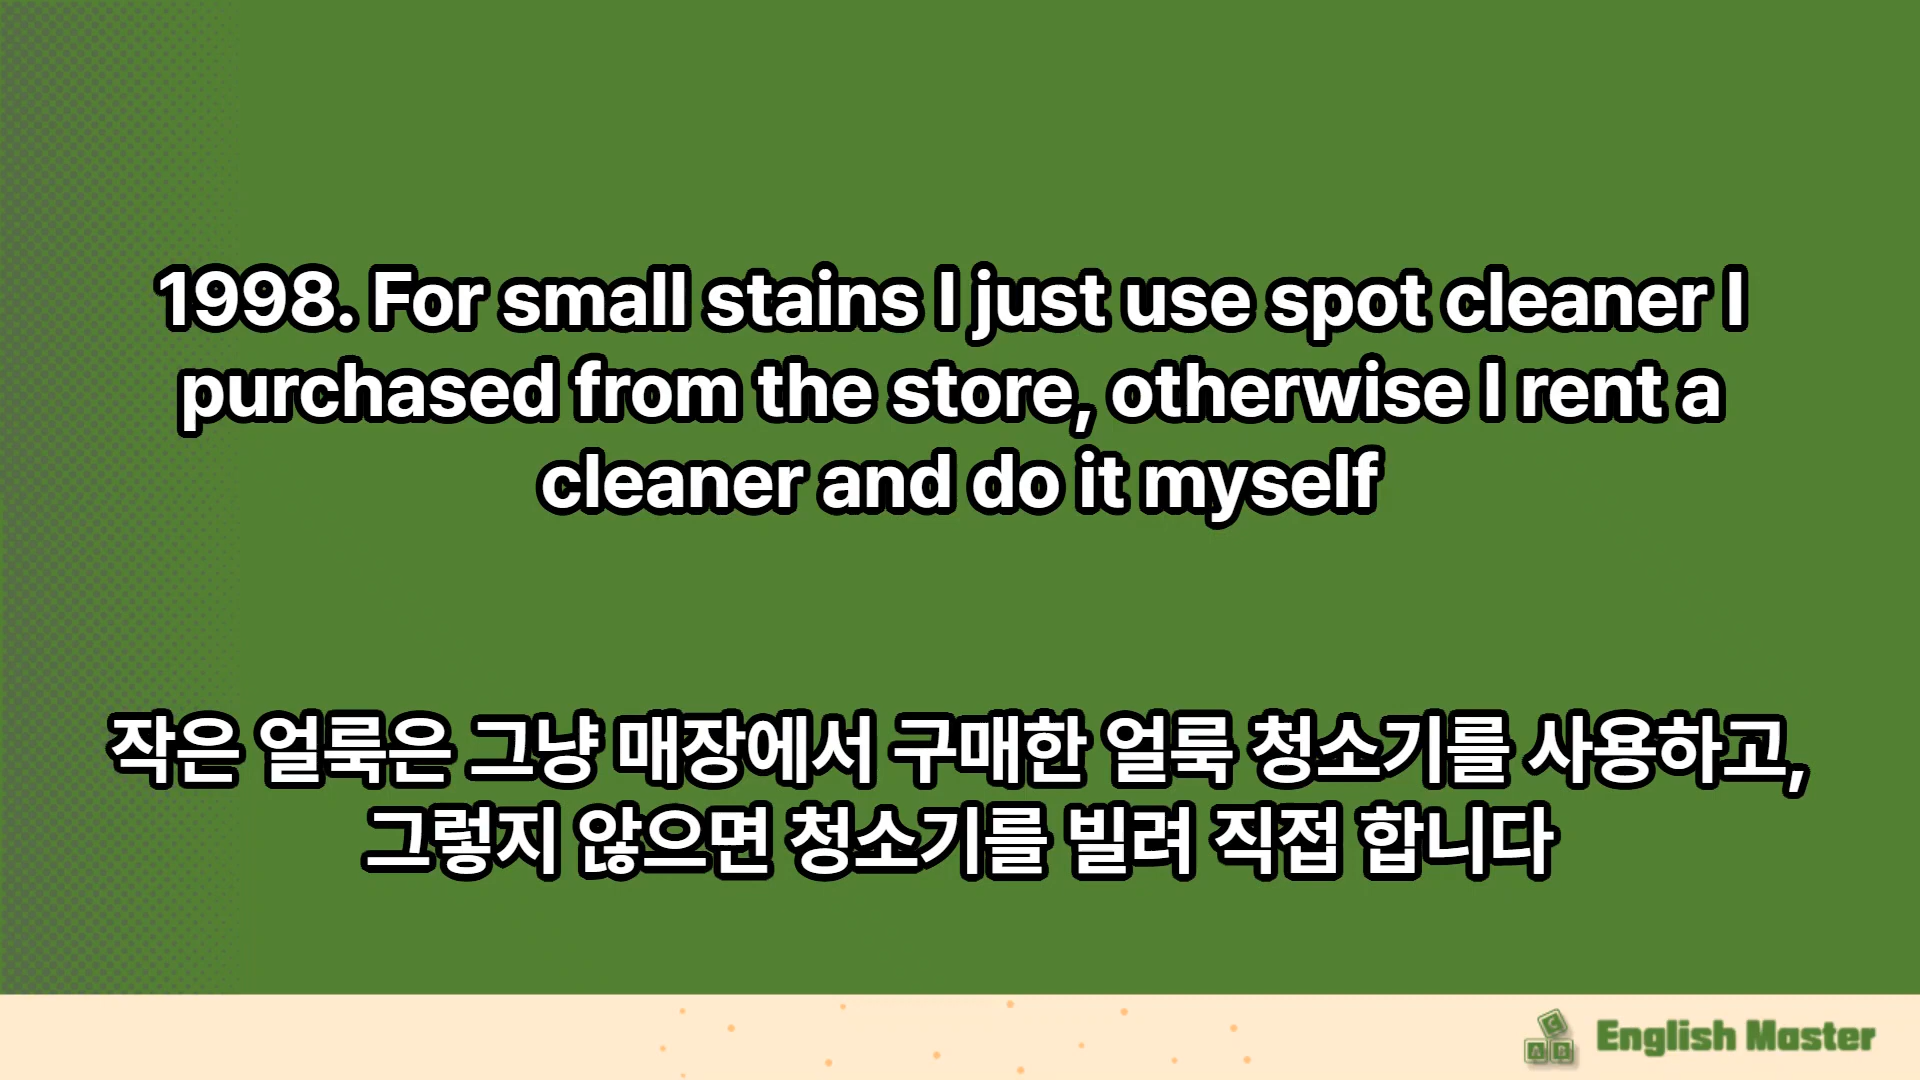 1998. For small stains I just use spot cleaner I
purchased from the store, otherwise I rent a
cleaner and do it myself
작은 얼룩은 그냥 매장에서 구매한 얼룩 청소기를 사용하고,
그렇지 않으면 청소기를 빌려 직접 합니다
C
A B
English Master